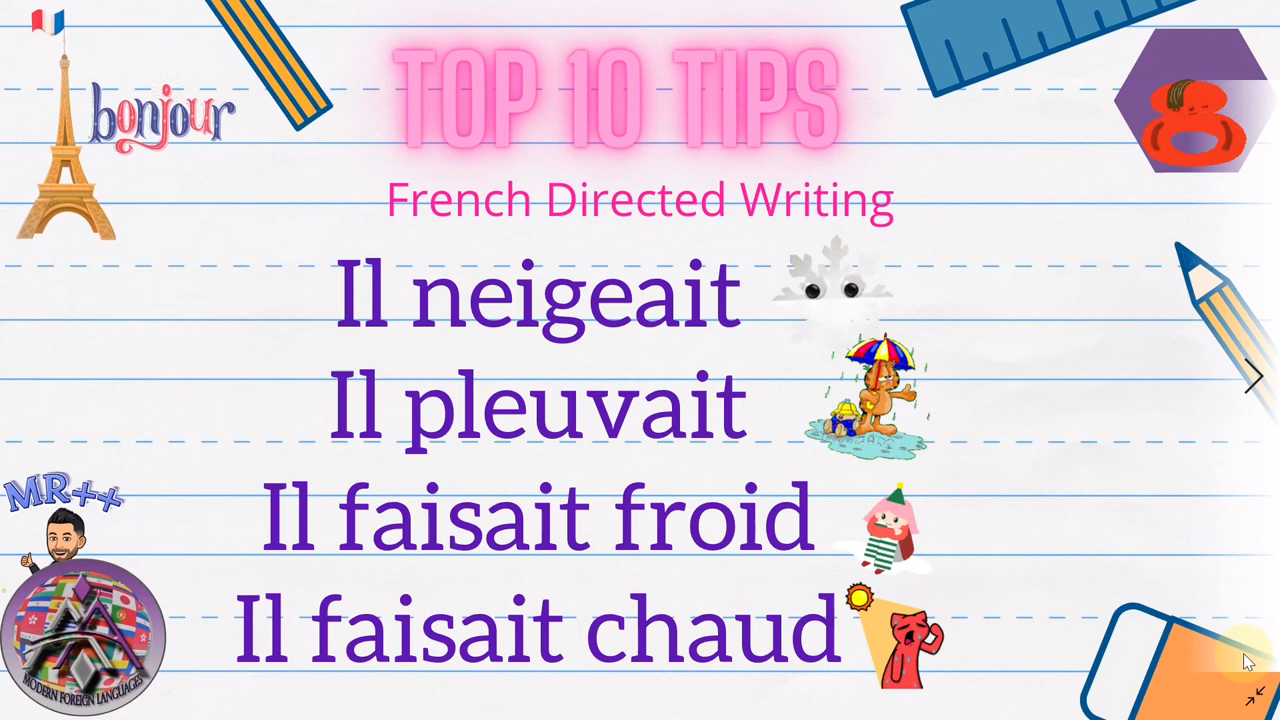 TOP 10 TIPS
bonjour
8
French Directed Writing
Il neigeait
Il pleuvait
Il faisait froid
Il faisait chaud
MR++
MODERN FOREIGN LANGUAGES